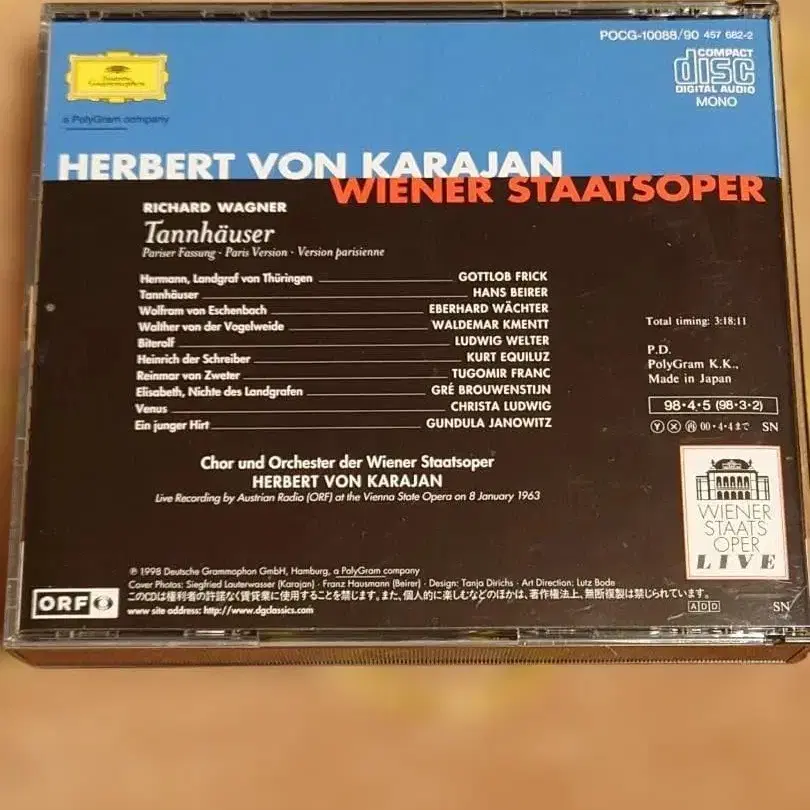 POCG-10088/90 457 682-2
Deutsche
Grammophon
COMPACT
disc
DIGITAL AUDIO
MONO
a PolyGram company
HERBERT VON KARAJAN
WIENER STAATSOPER
RICHARD WAGNER
Tannhäuser
Pariser Fassung · Paris Version · Version parisienne
Hermann, Landgraf von Thüringen GOTTLOB FRICK
Tannhäuser HANS BEIRER
Wolfram von Eschenbach EBERHARD WÄCHTER
Walther von der Vogelweide WALDEMAR KMENTT
Biterolf LUDWIG WELTER
Heinrich der Schreiber KURT EQUILUZ
Reinmar von Zweter TUGOMIR FRANC
Elisabeth, Nichte des Landgrafen GRÉ BROUWENSTIJN
Venus CHRISTA LUDWIG
Ein junger Hirt GUNDULA JANOWITZ
Total timing: 3:18:11
P.D.
PolyGram K.K.,
Made in Japan
98·4·5 (98·3·2)
Ⓨ Ⓧ 00·4·4まで SN
Chor und Orchester der Wiener Staatsoper
HERBERT VON KARAJAN
Live Recording by Austrian Radio (ORF) at the Vienna State Opera on 8 January 1963
WIENER
STAATS
OPER
LIVE
℗ 1998 Deutsche Grammophon GmbH, Hamburg, a PolyGram company
Cover Photos: Siegfried Lauterwasser (Karajan) · Franz Hausmann (Beirer) · Design: Tanja Dirichs · Art Direction: Lutz Bode
このCDは権利者の許諾なく賃貸業に使用することを禁じます。また、個人的に楽しむなどのほかは、著作権法上、無断複製は禁じられています。
www site address: http://www.dgclassics.com
ADD SN
ORF